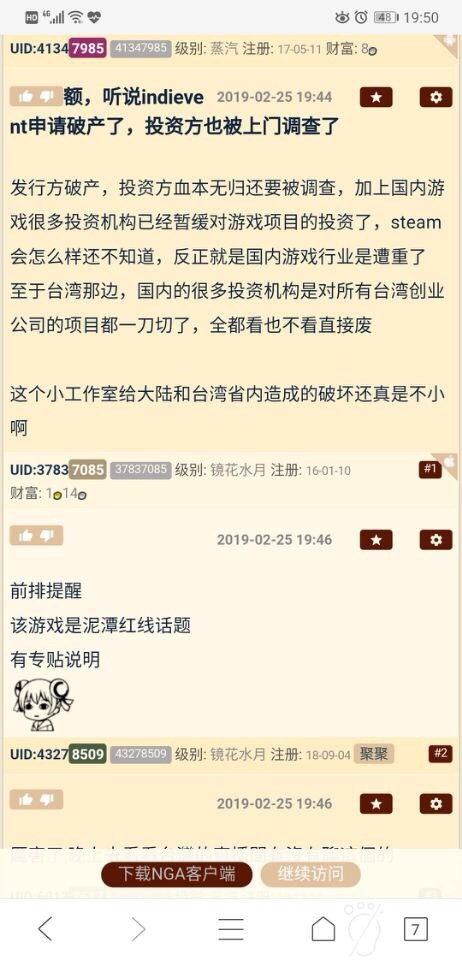 HD 4G 48 19:50
UID:41347985 41347985 级别: 蒸汽 注册: 17-05-11 财富: 8
额，听说indieve 2019-02-25 19:44
nt申请破产了，投资方也被上门调查了
发行方破产，投资方血本无归还要被调查，加上国内游
戏很多投资机构已经暂缓对游戏项目的投资了，steam
会怎么样还不知道，反正就是国内游戏行业是遭重了
至于台湾那边，国内的很多投资机构是对所有台湾创业
公司的项目都一刀切了，全都看也不看直接废
这个小工作室给大陆和台湾省内造成的破坏还真是不小
啊
UID:37837085 37837085 级别: 镜花水月 注册: 16-01-10 #1
财富: 1 14
2019-02-25 19:46
前排提醒
该游戏是泥潭红线话题
有专贴说明
UID:43278509 43278509 级别: 镜花水月 注册: 18-09-04 聚聚 #2
2019-02-25 19:46
下载NGA客户端 继续访问
7